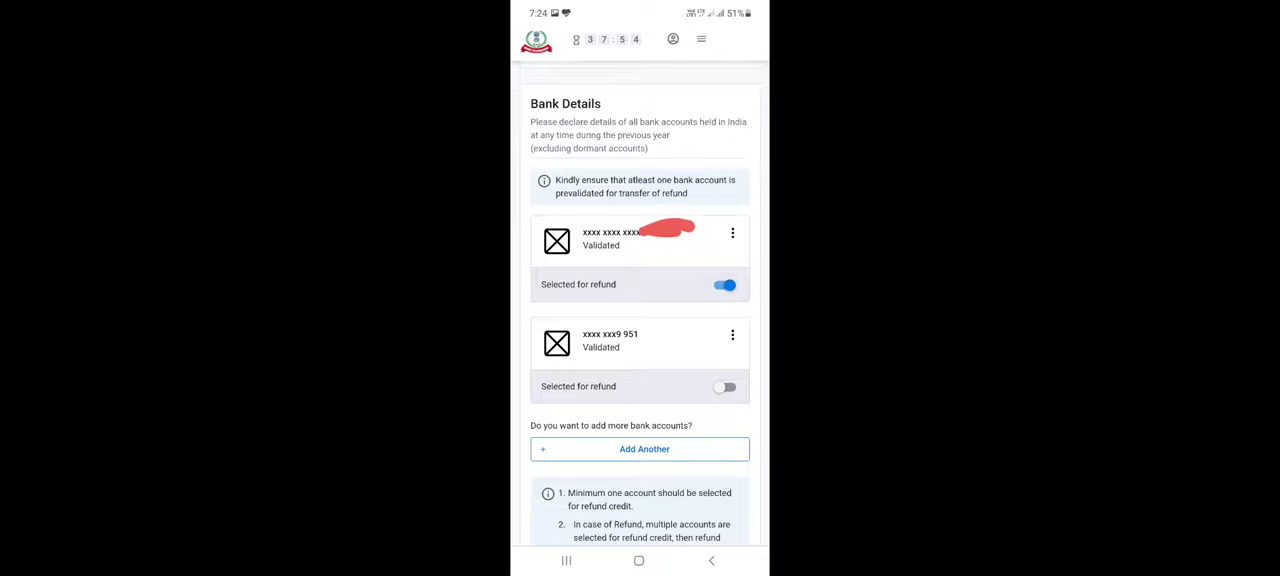 7:24 51%
3 7 : 5 4
Bank Details
Please declare details of all bank accounts held in India
at any time during the previous year
(excluding dormant accounts)
Kindly ensure that atleast one bank account is
prevalidated for transfer of refund
xxxx xxxx xxxx
Validated
Selected for refund
xxxx xxx9 951
Validated
Selected for refund
Do you want to add more bank accounts?
+ Add Another
1. Minimum one account should be selected
for refund credit.
2. In case of Refund, multiple accounts are
selected for refund credit, then refund